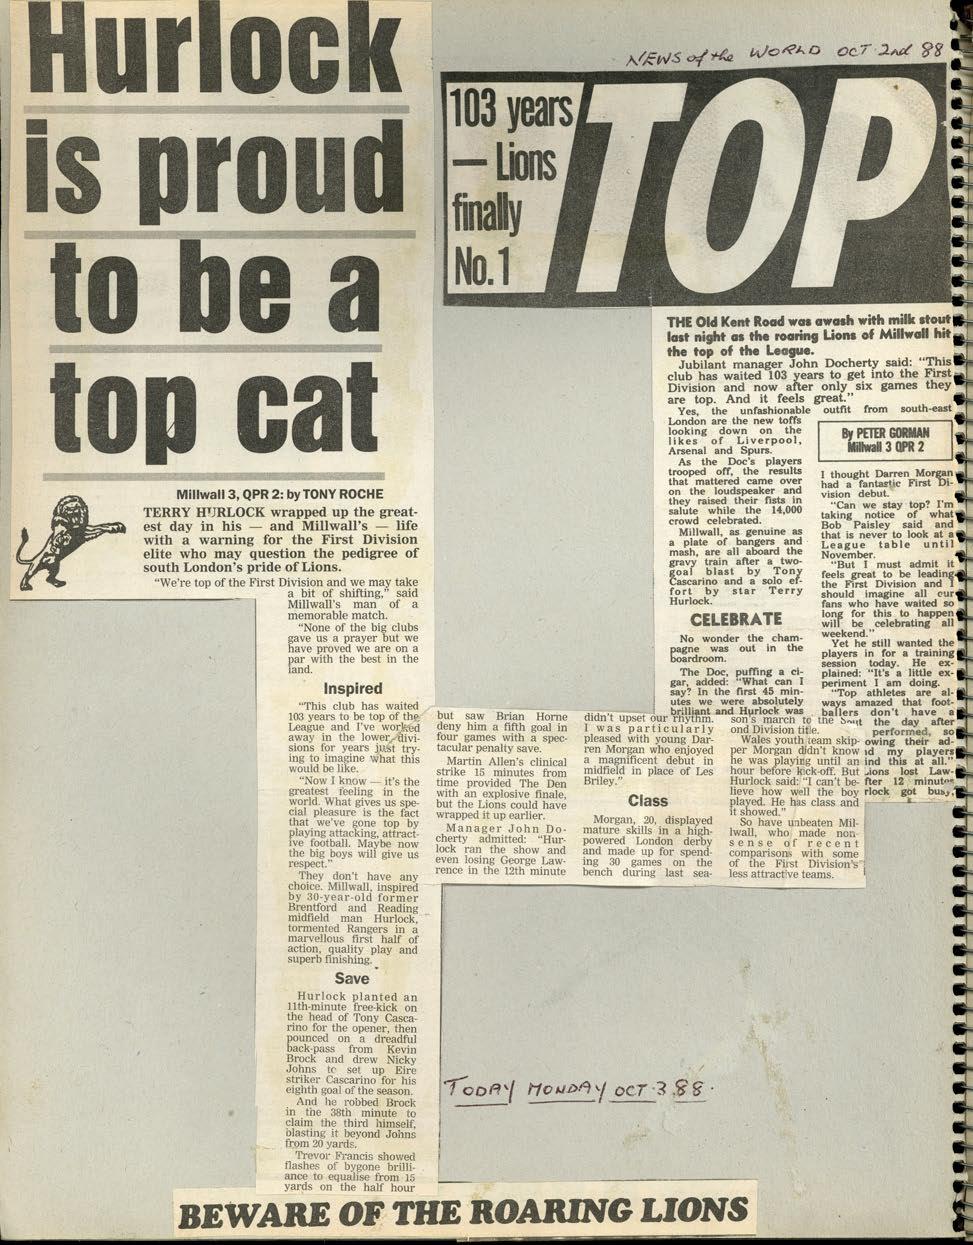 Hurlock
is proud
to be a
top cat
Millwall 3, QPR 2: by TONY ROCHE
TERRY HURLOCK wrapped up the great-
est day in his — and Millwall's — life
with a warning for the First Division
elite who may question the pedigree of
south London's pride of Lions.
"We're top of the First Division and we may take
a bit of shifting," said
Millwall's man of a
memorable match.
"None of the big clubs
gave us a prayer but we
have proved we are on a
par with the best in the
land.
Inspired
"This club has waited
103 years to be top of the
League and I've worked
away in the lower divi-
sions for years just try-
ing to imagine what this
would be like.
"Now I know — it's the
greatest feeling in the
world. What gives us spe-
cial pleasure is the fact
that we've gone top by
playing attacking, attract-
ive football. Maybe now
the big boys will give us
respect."
They don't have any
choice. Millwall, inspired
by 30-year-old former
Brentford and Reading
midfield man Hurlock,
tormented Rangers in a
marvellous first half of
action, quality play and
superb finishing.
Save
Hurlock planted an
11th-minute free-kick on
the head of Tony Casca-
rino for the opener, then
pounced on a dreadful
back-pass from Kevin
Brock and drew Nicky
Johns to set up Eire
striker Cascarino for his
eighth goal of the season.
And he robbed Brock
in the 38th minute to
claim the third himself,
blasting it beyond Johns
from 20 yards.
Trevor Francis showed
flashes of bygone brilli-
ance to equalise from 15
yards on the half hour
but saw Brian Horne
deny him a fifth goal in
four games with a spec-
tacular penalty save.
Martin Allen's clinical
strike 15 minutes from
time provided The Den
with an explosive finale,
but the Lions could have
wrapped it up earlier.
Manager John Do-
cherty admitted: "Hur-
lock ran the show and
even losing George Law-
rence in the 12th minute
didn't upset our rhythm.
I was particularly
pleased with young Dar-
ren Morgan who enjoyed
a magnificent debut in
midfield in place of Les
Briley."
Class
Morgan, 20, displayed
mature skills in a high-
powered London derby
and made up for spend-
ing 30 games on the
bench during last sea-
son's march to the Sec-
ond Division title.
Wales youth team skip-
per Morgan didn't know
he was playing until an
hour before kick-off. But
Hurlock said: "I can't be-
lieve how well the boy
played. He has class and
it showed."
So have unbeaten Mil-
lwall, who made non-
sense of recent
comparisons with some
of the First Division's
less attractive teams.
NEWS of the WORLD OCT 2nd 88
103 years
— Lions
finally
No.1
TOP
THE Old Kent Road was awash with milk stout
last night as the roaring Lions of Millwall hit
the top of the League.
Jubilant manager John Docherty said: "This
club has waited 103 years to get into the First
Division and now after only six games they
are top. And it feels great."
Yes, the unfashionable outfit from south-east
London are the new toffs
looking down on the
likes of Liverpool,
Arsenal and Spurs.
As the Doc's players
trooped off, the results
that mattered came over
on the loudspeaker and
they raised their fists in
salute while the 14,000
crowd celebrated.
Millwall, as genuine as
a plate of bangers and
mash, are all aboard the
gravy train after a two-
goal blast by Tony
Cascarino and a solo ef-
fort by star Terry
Hurlock.
CELEBRATE
No wonder the cham-
pagne was out in the
boardroom.
The Doc, puffing a ci-
gar, added: "What can I
say? In the first 45 min-
utes we were absolutely
brilliant and Hurlock was
By PETER GORMAN
Millwall 3 QPR 2
I thought Darren Morgan
had a fantastic First Di-
vision debut.
"Can we stay top? I'm
taking notice of what
Bob Paisley said and
that is never to look at a
League table until
November.
"But I must admit it
feels great to be leading
the First Division and I
should imagine all our
fans who have waited so
long for this to happen
will be celebrating all
weekend."
Yet he still wanted the
players in for a training
session today. He ex-
plained: "It's a little ex-
periment I am doing.
"Top athletes are al-
ways amazed that foot-
ballers don't have a
the day after
performed, so
owing their ad-
my players
ind this at all."
ions lost Law-
fter 12 minutes
rlock got busy,
TODAY MONDAY OCT. 3. 88.
BEWARE OF THE ROARING LIONS